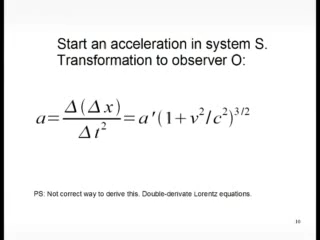 Start an acceleration in system S.
Transformation to observer O:
a = Δ(Δx) / Δt² = a′(1+v²/c²)^3/2
PS: Not correct way to derive this. Double-derivate Lorentz equations.
10